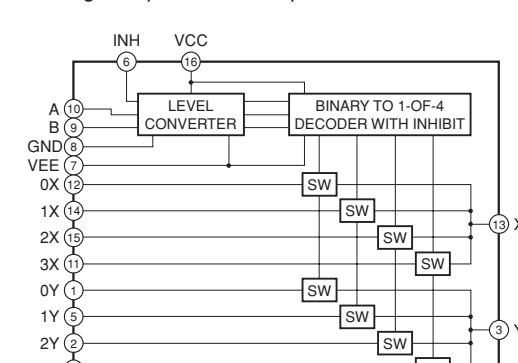 INH VCC
6 16
A 10 LEVEL CONVERTER BINARY TO 1-OF-4 DECODER WITH INHIBIT
B 9
GND 8
VEE 7
0X 12 SW
1X 14 SW
13 X
2X 15 SW
3X 11 SW
0Y 1 SW
1Y 5 SW
3 Y
2Y 2 SW